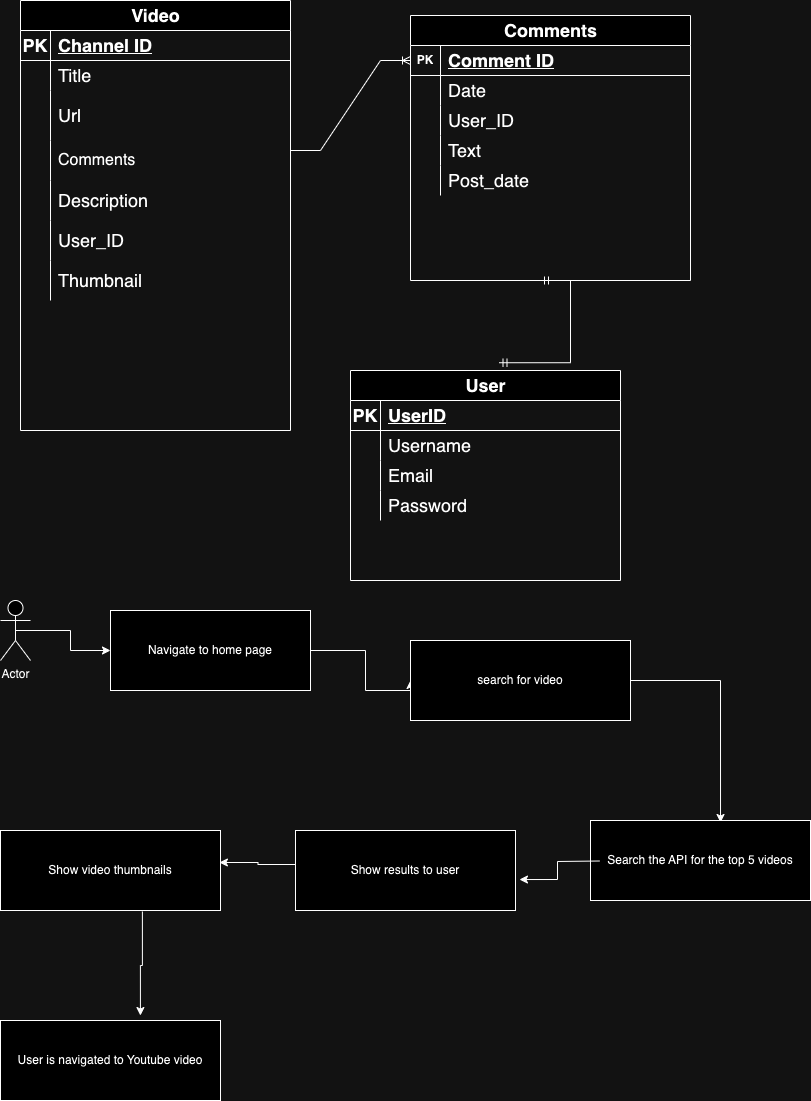 Video
PK Channel ID
Title
Url
Comments
Description
User_ID
Thumbnail
Comments
PK Comment ID
Date
User_ID
Text
Post_date
User
PK UserID
Username
Email
Password
Actor
Navigate to home page
search for video
Search the API for the top 5 videos
Show results to user
Show video thumbnails
User is navigated to Youtube video